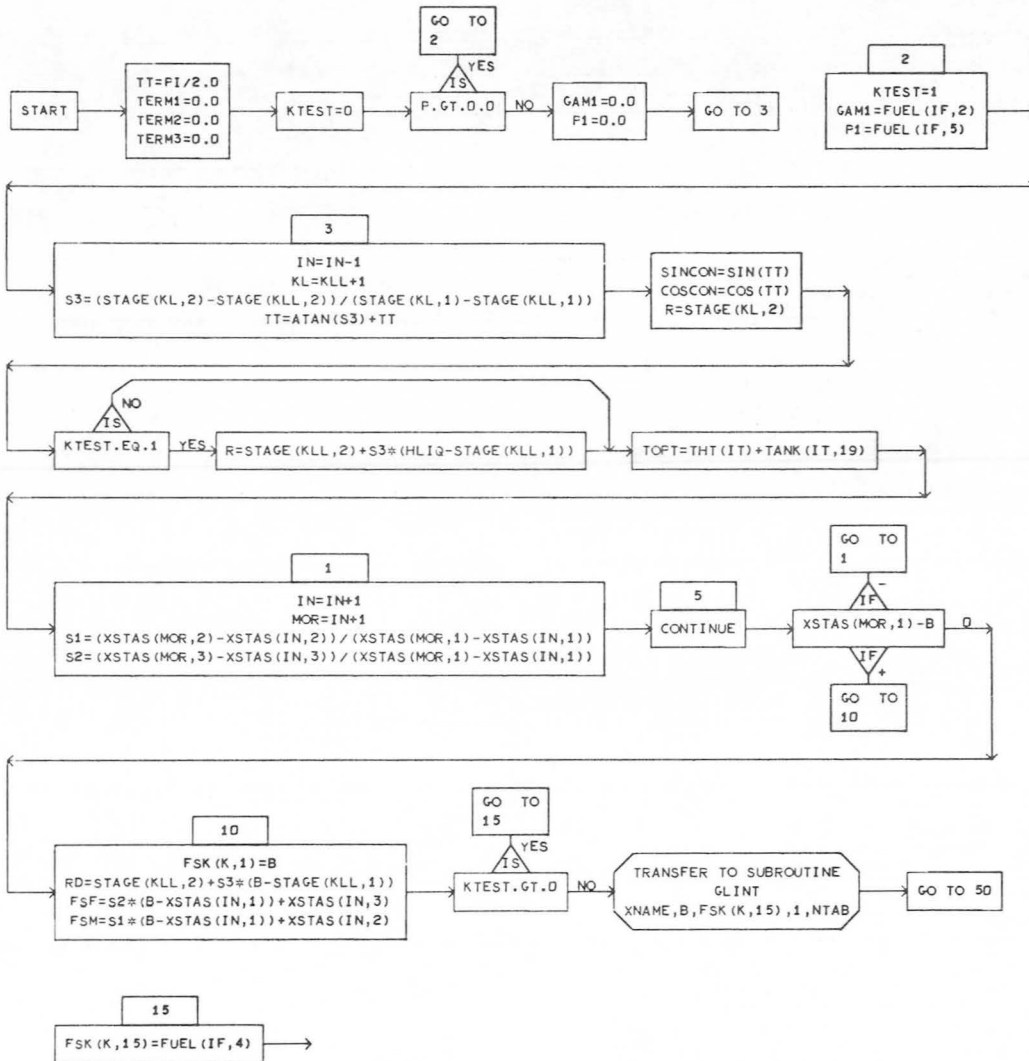 GO TO
2
YES
IS
START
TT=PI/2.0
TERM1=0.0
TERM2=0.0
TERM3=0.0
KTEST=0
P.GT.0.0
NO
GAM1=0.0
P1=0.0
GO TO 3
2
KTEST=1
GAM1=FUEL(IF,2)
P1=FUEL(IF,5)
3
IN=IN-1
KL=KLL+1
S3=(STAGE(KL,2)-STAGE(KLL,2))/(STAGE(KL,1)-STAGE(KLL,1))
TT=ATAN(S3)+TT
SINCON=SIN(TT)
COSCON=COS(TT)
R=STAGE(KL,2)
NO
IS
KTEST.EQ.1
YES
R=STAGE(KLL,2)+S3*(HLIQ-STAGE(KLL,1))
TOPT=THT(IT)+TANK(IT,19)
1
IN=IN+1
MOR=IN+1
S1=(XSTAS(MOR,2)-XSTAS(IN,2))/(XSTAS(MOR,1)-XSTAS(IN,1))
S2=(XSTAS(MOR,3)-XSTAS(IN,3))/(XSTAS(MOR,1)-XSTAS(IN,1))
5
CONTINUE
GO TO
1
-
IF
XSTAS(MOR,1)-B
0
IF
+
GO TO
10
10
FSK(K,1)=B
RD=STAGE(KLL,2)+S3*(B-STAGE(KLL,1))
FSF=S2*(B-XSTAS(IN,1))+XSTAS(IN,3)
FSM=S1*(B-XSTAS(IN,1))+XSTAS(IN,2)
GO TO
15
YES
IS
KTEST.GT.0
NO
TRANSFER TO SUBROUTINE
GLINT
XNAME,B,FSK(K,15),1,NTAB
GO TO 50
15
FSK(K,15)=FUEL(IF,4)